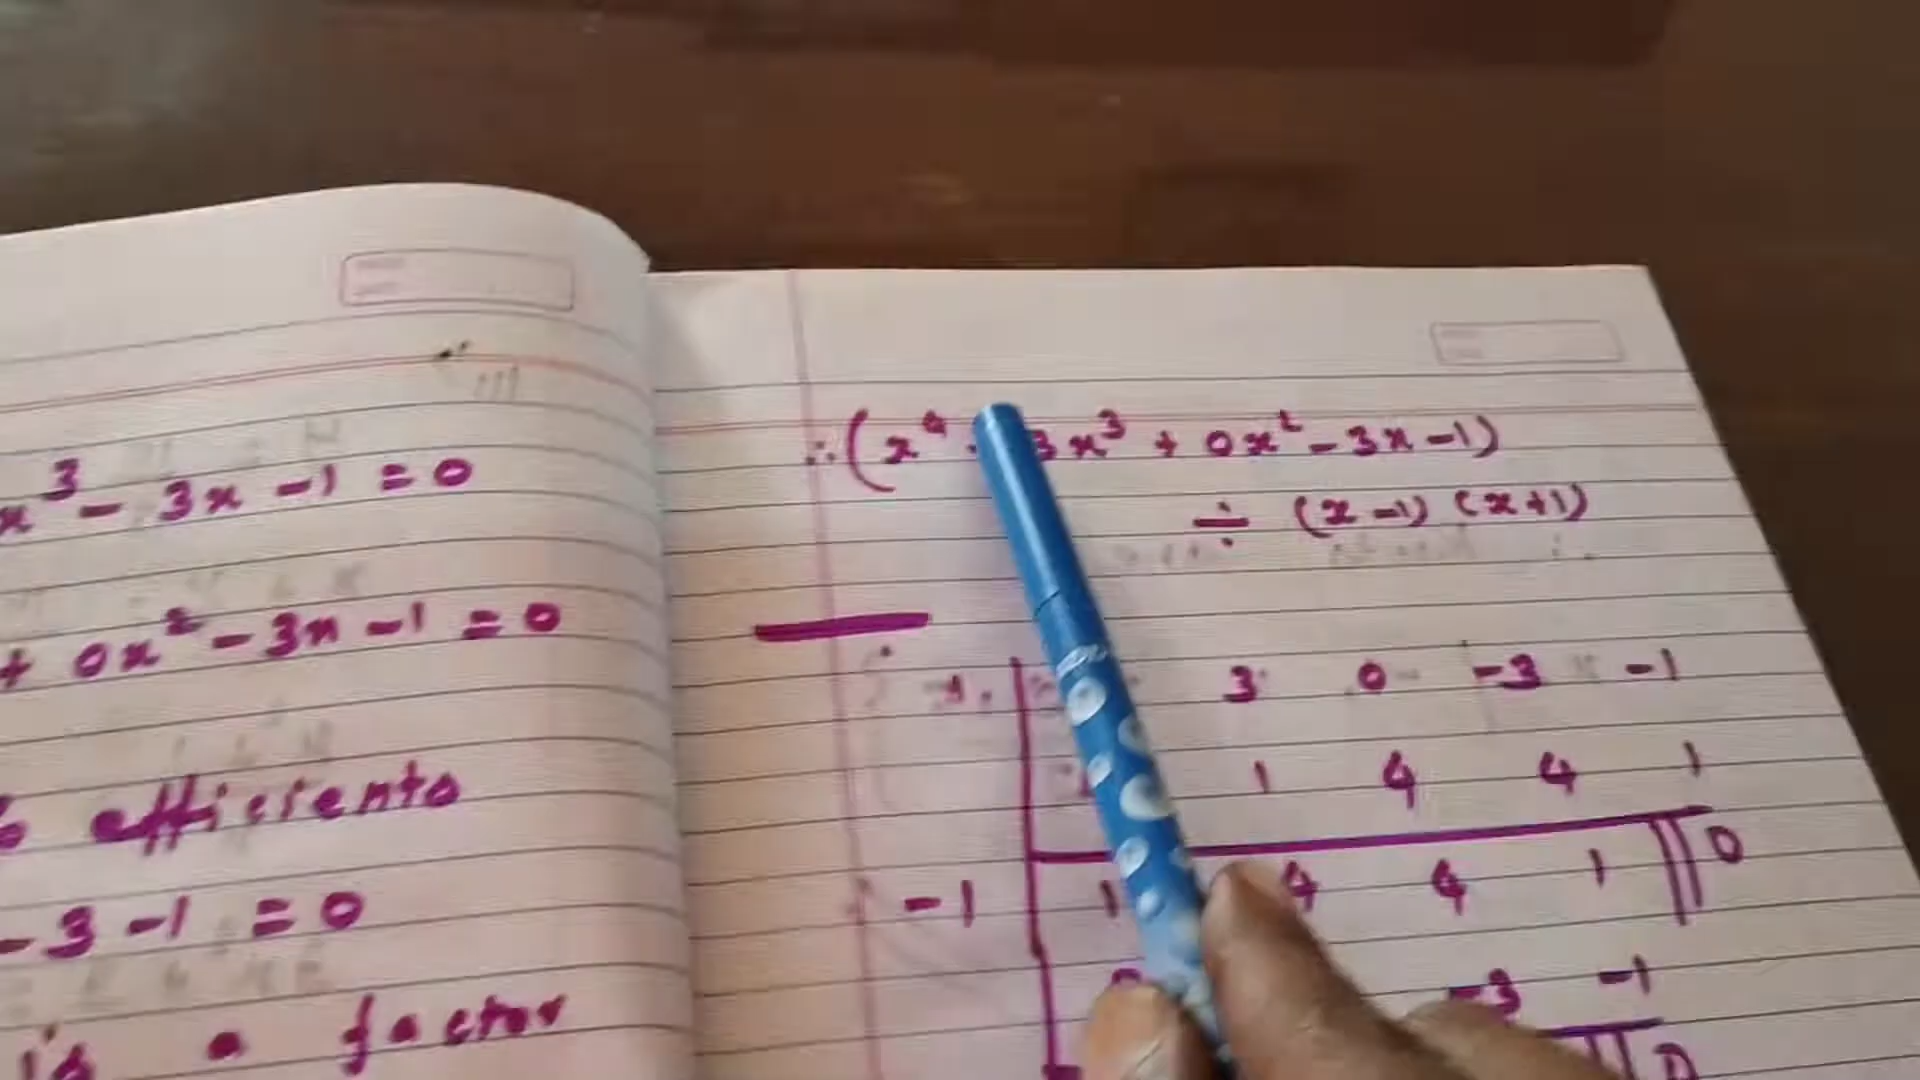 x³ - 3x - 1 = 0
+ 0x² - 3x - 1 = 0
efficients
- 3 - 1 = 0
is a factor
∴ (x⁴ 3x³ + 0x² - 3x - 1)
÷ (x - 1) (x + 1)
3 0 -3 -1
1 4 4 1
-1 1 4 4 1 0
-3 -1